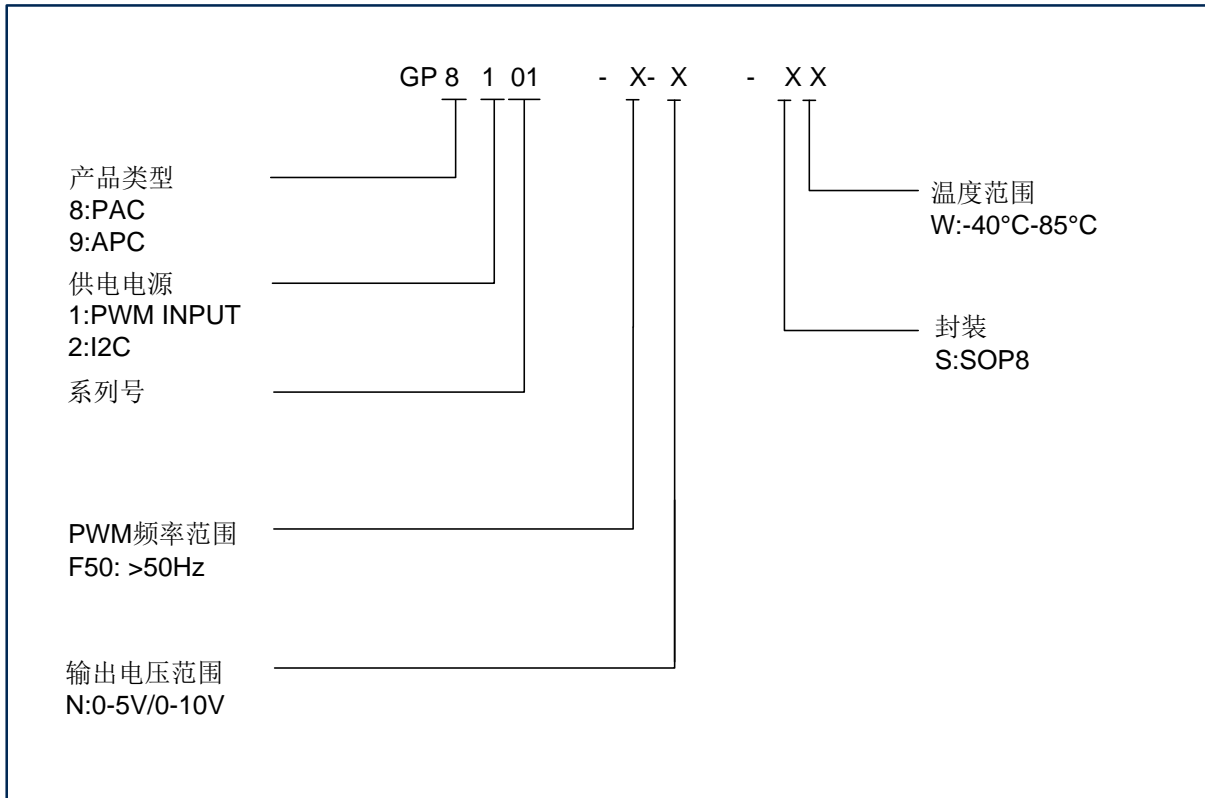 GP 8 1 01 - X- X - X X
产品类型
8:PAC
9:APC
供电电源
1:PWM INPUT
2:I2C
系列号
PWM频率范围
F50: >50Hz
输出电压范围
N:0-5V/0-10V
温度范围
W:-40°C-85°C
封装
S:SOP8